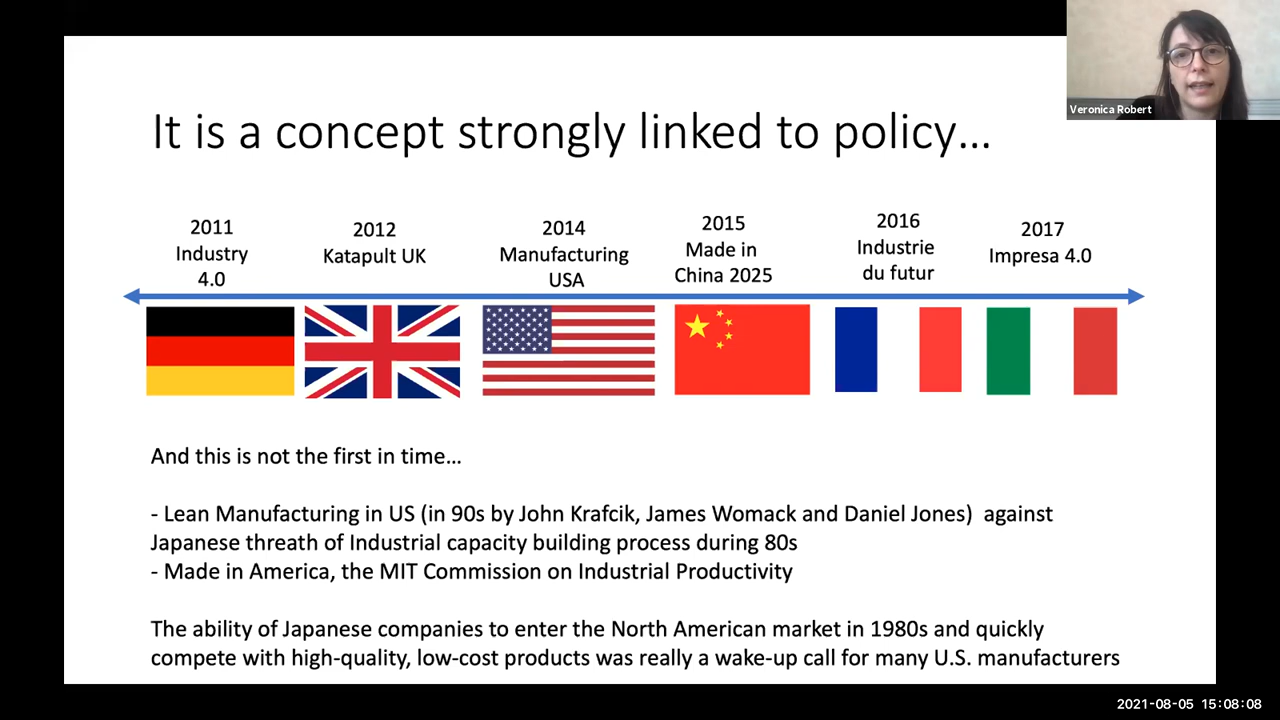 Veronica Robert
It is a concept strongly linked to policy...
2011
Industry
4.0
2012
Katapult UK
2014
Manufacturing
USA
2015
Made in
China 2025
2016
Industrie
du futur
2017
Impresa 4.0
And this is not the first in time...
- Lean Manufacturing in US (in 90s by John Krafcik, James Womack and Daniel Jones) against
Japanese threath of Industrial capacity building process during 80s
- Made in America, the MIT Commission on Industrial Productivity
The ability of Japanese companies to enter the North American market in 1980s and quickly
compete with high-quality, low-cost products was really a wake-up call for many U.S. manufacturers
2021-08-05 15:08:08